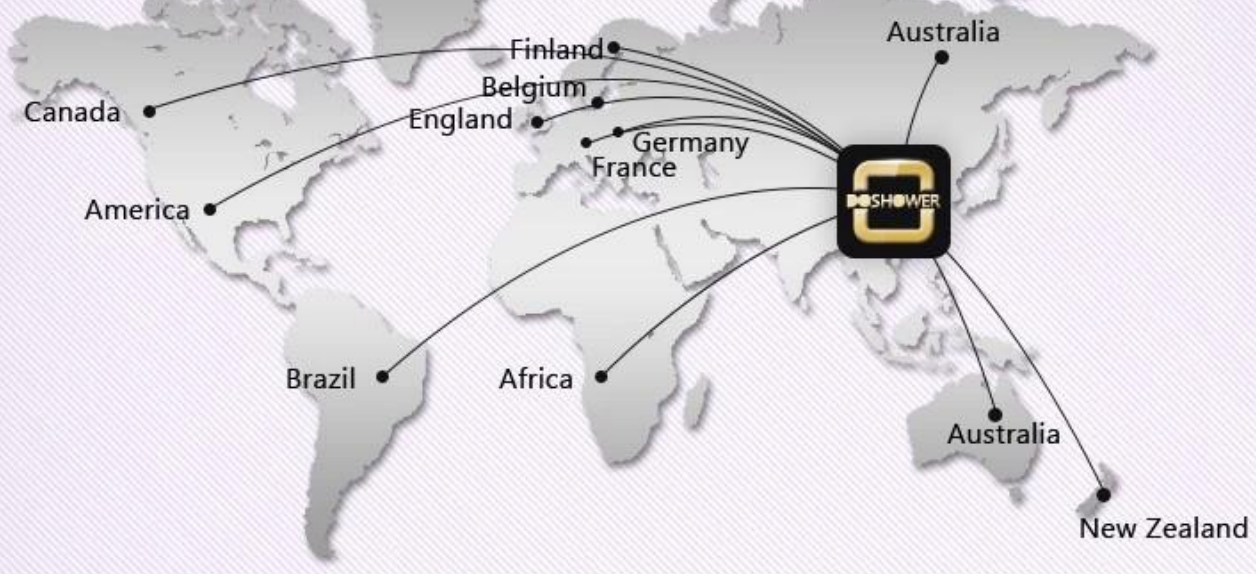 Australia
Finland
Belgium
Canada
England
Germany
France
DOSHOWER
America
Brazil
Africa
Australia
New Zealand